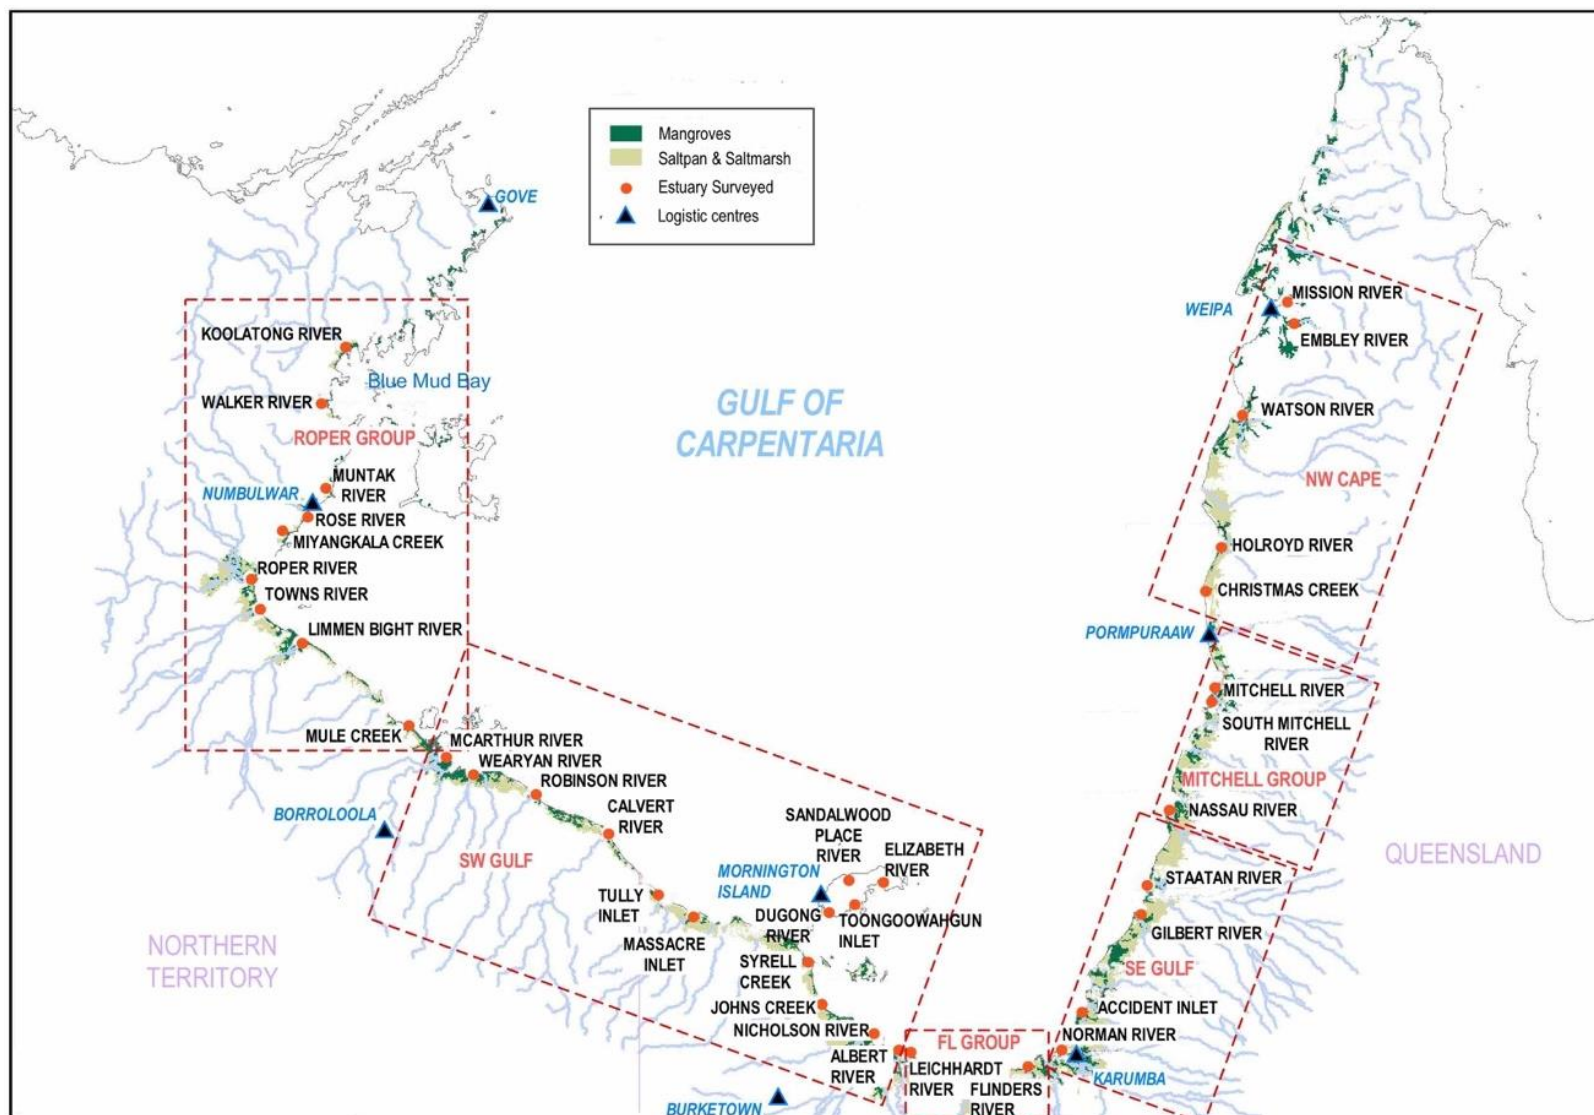 Mangroves
Saltpan & Saltmarsh
Estuary Surveyed
Logistic centres
GOVE
KOOLATONG RIVER
Blue Mud Bay
WALKER RIVER
ROPER GROUP
MUNTAK
RIVER
NUMBULWAR
ROSE RIVER
MIYANGKALA CREEK
ROPER RIVER
TOWNS RIVER
LIMMEN BIGHT RIVER
MULE CREEK
GULF OF
CARPENTARIA
MCARTHUR RIVER
WEARYAN RIVER
ROBINSON RIVER
CALVERT
RIVER
BORROLOOLA
SW GULF
SANDALWOOD
PLACE
RIVER
ELIZABETH
RIVER
MORNINGTON
ISLAND
TULLY
INLET
DUGONG
RIVER
TOONGOOWAHGUN
INLET
MASSACRE
INLET
SYRELL
CREEK
JOHNS CREEK
NICHOLSON RIVER
ALBERT
RIVER
NORTHERN
TERRITORY
BURKETOWN
FL GROUP
LEICHHARDT
RIVER
FLINDERS
RIVER
WEIPA
MISSION RIVER
EMBLEY RIVER
WATSON RIVER
NW CAPE
HOLROYD RIVER
CHRISTMAS CREEK
PORMPURAAW
MITCHELL RIVER
SOUTH MITCHELL
RIVER
MITCHELL GROUP
NASSAU RIVER
QUEENSLAND
STAATAN RIVER
GILBERT RIVER
SE GULF
ACCIDENT INLET
NORMAN RIVER
KARUMBA